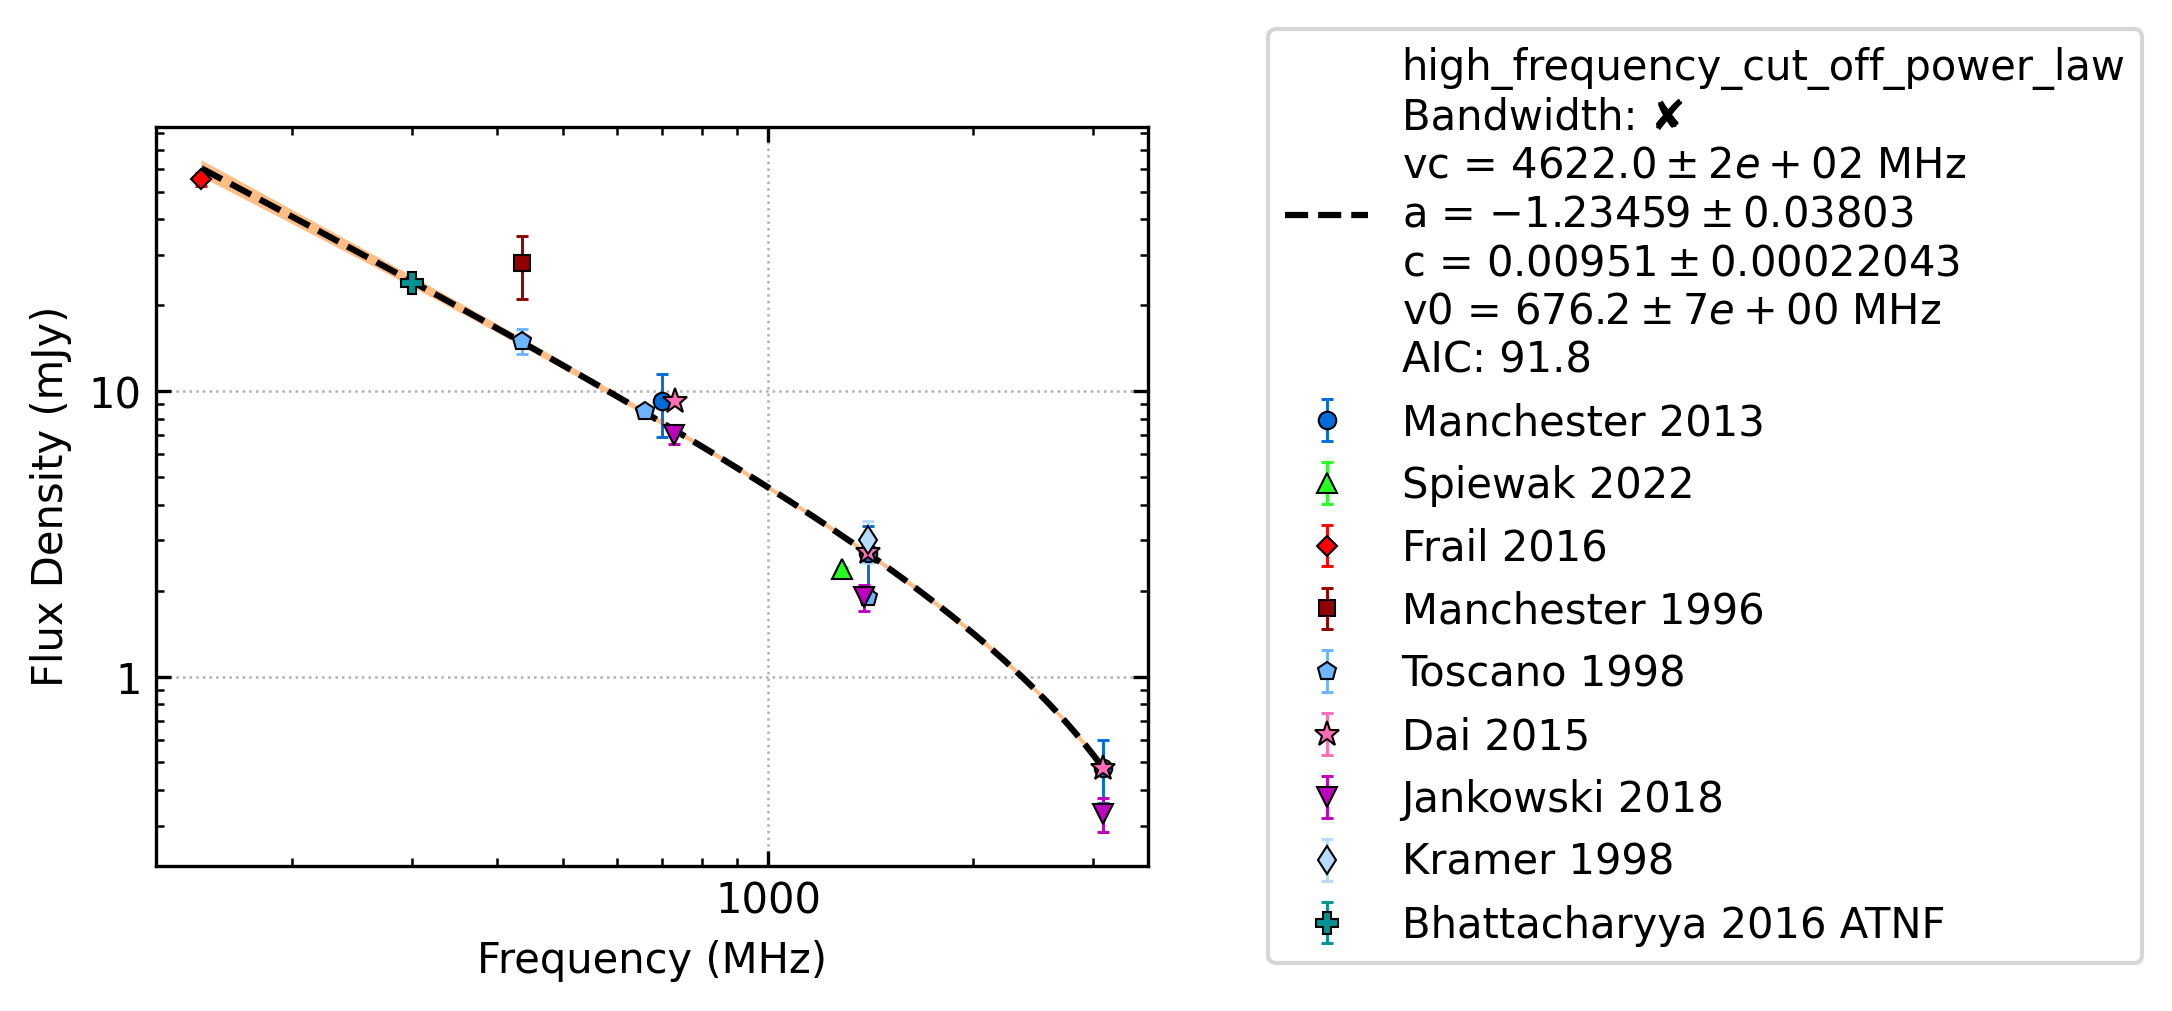 high_frequency_cut_off_power_law
Bandwidth: ✘
vc = 4622.0 ± 2e + 02 MHz
a = −1.23459 ± 0.03803
c = 0.00951 ± 0.00022043
v0 = 676.2 ± 7e + 00 MHz
AIC: 91.8
Manchester 2013
Spiewak 2022
Frail 2016
Manchester 1996
Toscano 1998
Dai 2015
Jankowski 2018
Kramer 1998
Bhattacharyya 2016 ATNF
Flux Density (mJy)
10
1
1000
Frequency (MHz)